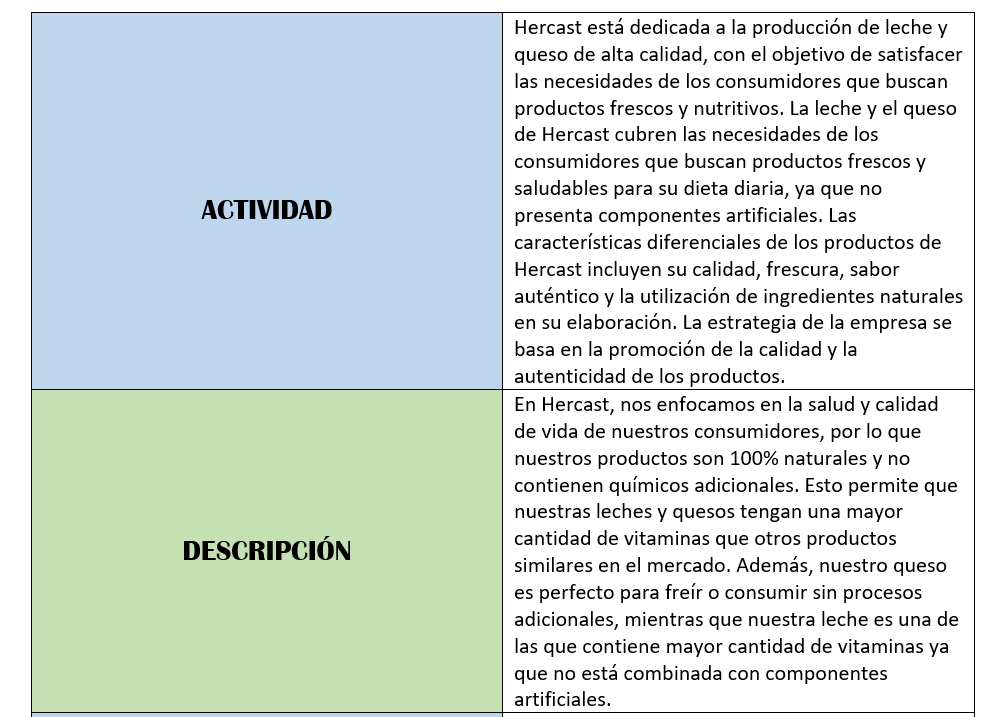 ACTIVIDAD
Hercast está dedicada a la producción de leche y
queso de alta calidad, con el objetivo de satisfacer
las necesidades de los consumidores que buscan
productos frescos y nutritivos. La leche y el queso
de Hercast cubren las necesidades de los
consumidores que buscan productos frescos y
saludables para su dieta diaria, ya que no
presenta componentes artificiales. Las
características diferenciales de los productos de
Hercast incluyen su calidad, frescura, sabor
auténtico y la utilización de ingredientes naturales
en su elaboración. La estrategia de la empresa se
basa en la promoción de la calidad y la
autenticidad de los productos.
DESCRIPCIÓN
En Hercast, nos enfocamos en la salud y calidad
de vida de nuestros consumidores, por lo que
nuestros productos son 100% naturales y no
contienen químicos adicionales. Esto permite que
nuestras leches y quesos tengan una mayor
cantidad de vitaminas que otros productos
similares en el mercado. Además, nuestro queso
es perfecto para freír o consumir sin procesos
adicionales, mientras que nuestra leche es una de
las que contiene mayor cantidad de vitaminas ya
que no está combinada con componentes
artificiales.